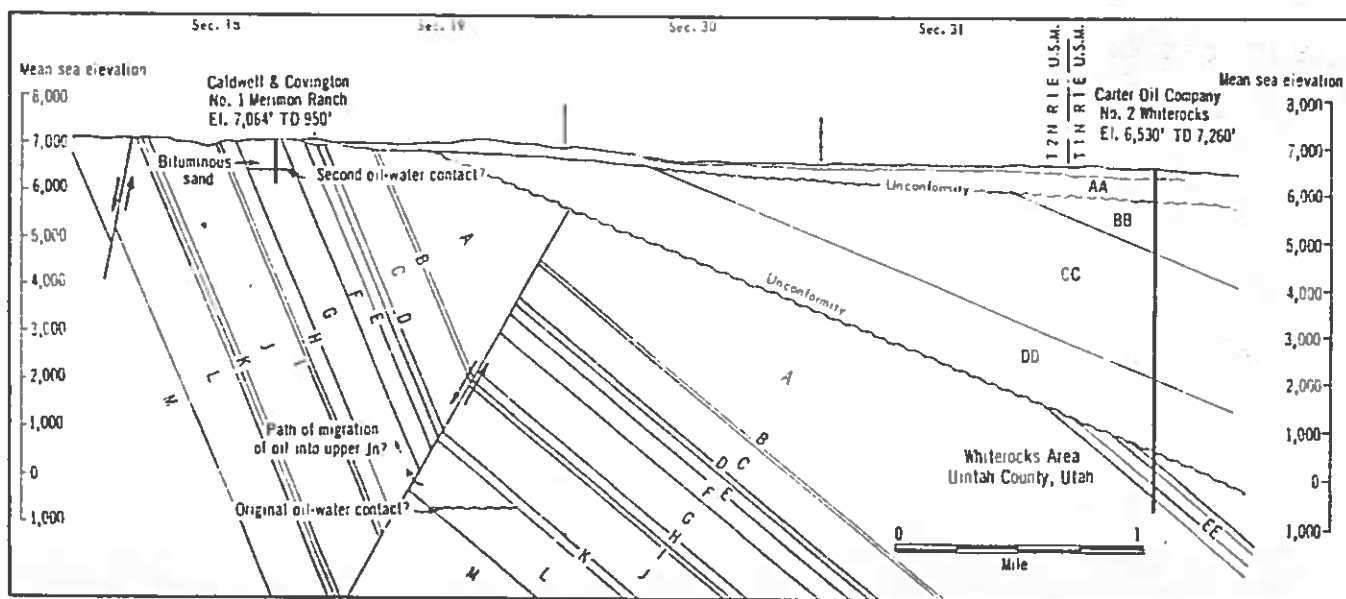 Sec. 18
Sec. 19
Sec. 30
Sec. 31
T2N R1E U.S.M.
T1N R1E U.S.M.
Mean sea elevation
8,000
7,000
6,000
5,000
4,000
3,000
2,000
1,000
0
1,000
Caldwell & Covington
No. 1 Merimon Ranch
El. 7,064' TD 950'
Carter Oil Company
No. 2 Whiterocks
El. 6,530' TD 7,260'
Mean sea elevation
8,000
7,000
6,000
5,000
4,000
3,000
2,000
1,000
0
1,000
Bituminous
sand
Second oil-water contact?
Unconformity
AA
BB
CC
DD
EE
Unconformity
A
B
C
D
E
F
G
H
I
J
K
L
M
Path of migration
of oil into upper Jn?
Original oil-water contact?
A
B
C
D
E
F
G
H
J
K
L
M
Whiterocks Area
Uintah County, Utah
0
1
Mile